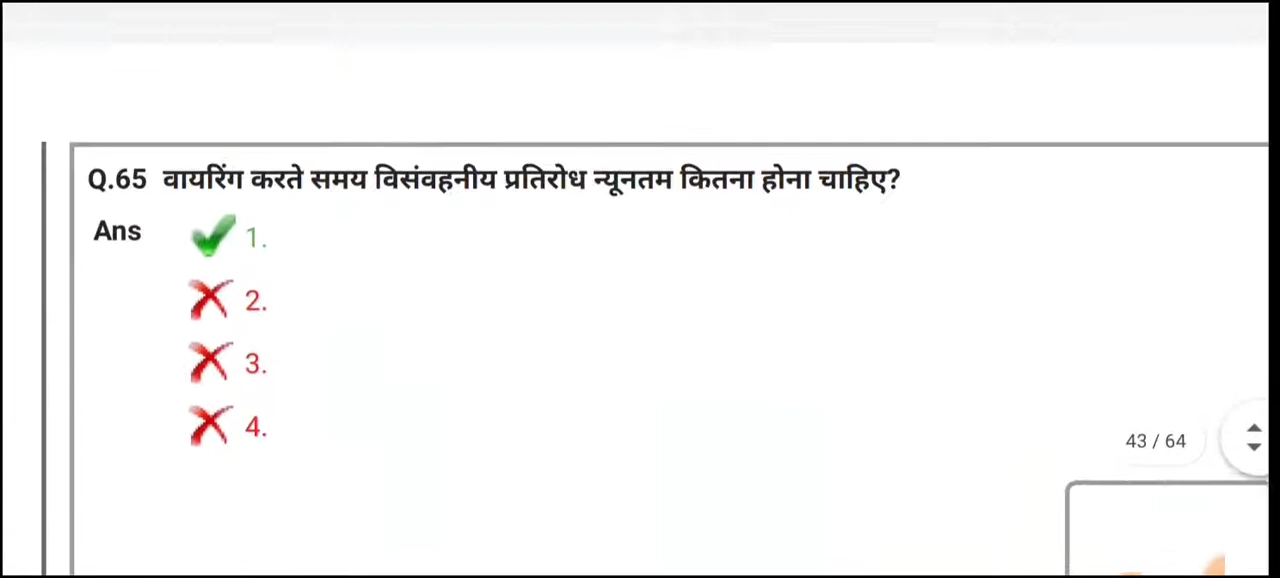 Q.65 वायरिंग करते समय विसंवहनीय प्रतिरोध न्यूनतम कितना होना चाहिए?
Ans 1.
2.
3.
4.
43 / 64